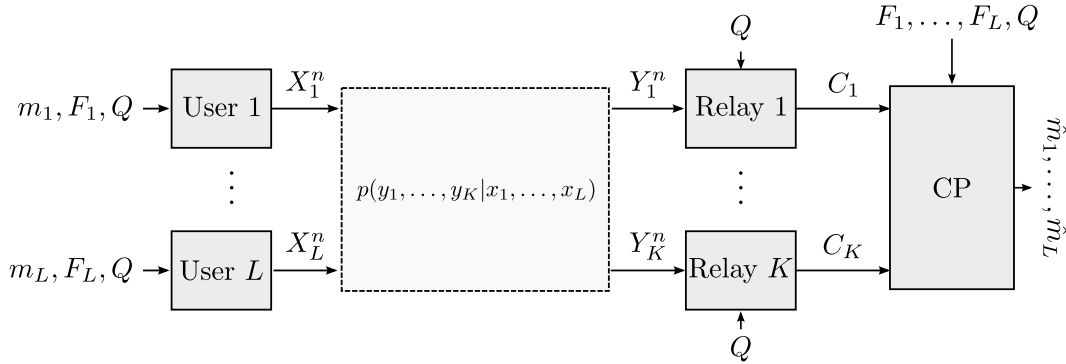 Q
F_1, . . . , F_L, Q
m_1, F_1, Q
User 1
X_1^n
Y_1^n
Relay 1
C_1
⋮
p(y_1, . . . , y_K|x_1, . . . , x_L)
⋮
CP
m̂_1, . . . , m̂_L
m_L, F_L, Q
User L
X_L^n
Y_K^n
Relay K
C_K
Q